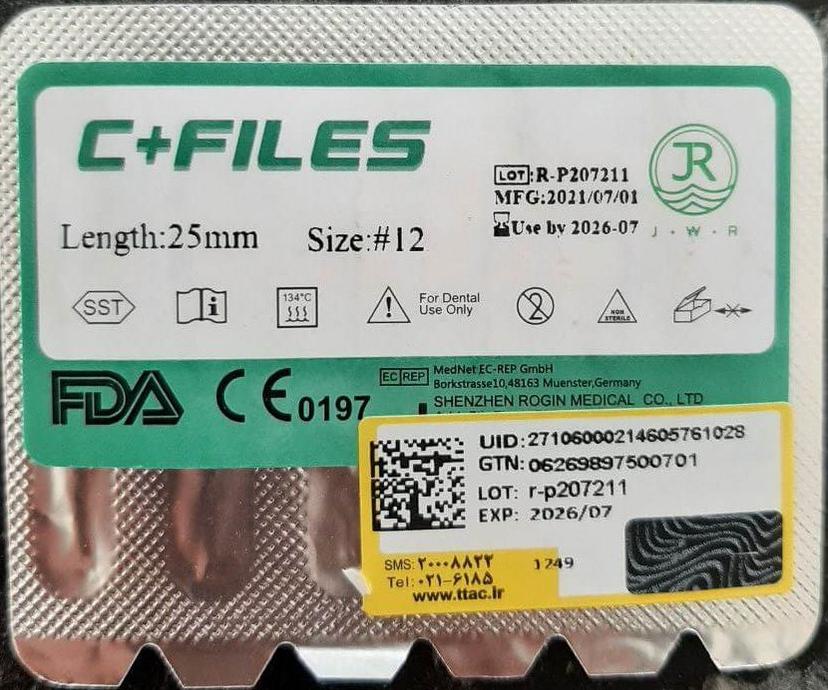 C+FILES
LOT:R-P207211
MFG:2021/07/01
Use by 2026-07
JR
J·W·R
Length:25mm Size:#12
SST
i
134°C
For Dental
Use Only
2
NON
STERILE
FDA CE 0197
EC REP
MedNet EC-REP GmbH
Borkstrasse10,48163 Muenster,Germany
SHENZHEN ROGIN MEDICAL CO., LTD
UID:27106000214605761028
GTN:06269897500701
LOT: r-p207211
EXP: 2026/07
SMS:۲۰۰۰۸۸۲۲ 1249
Tel:۰۲۱-۶۱۸۵
www.ttac.ir